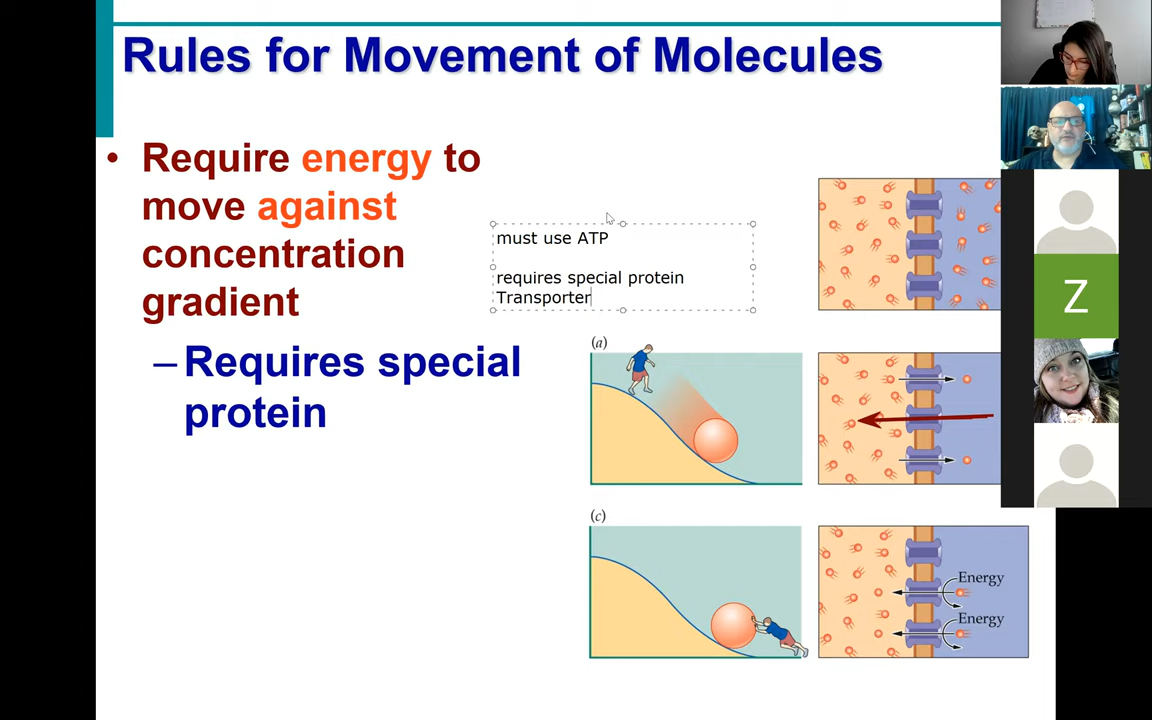 Rules for Movement of Molecules
• Require energy to
move against
concentration
gradient
– Requires special
protein
must use ATP
requires special protein
Transporter
(a)
(c)
Energy
Energy
Z